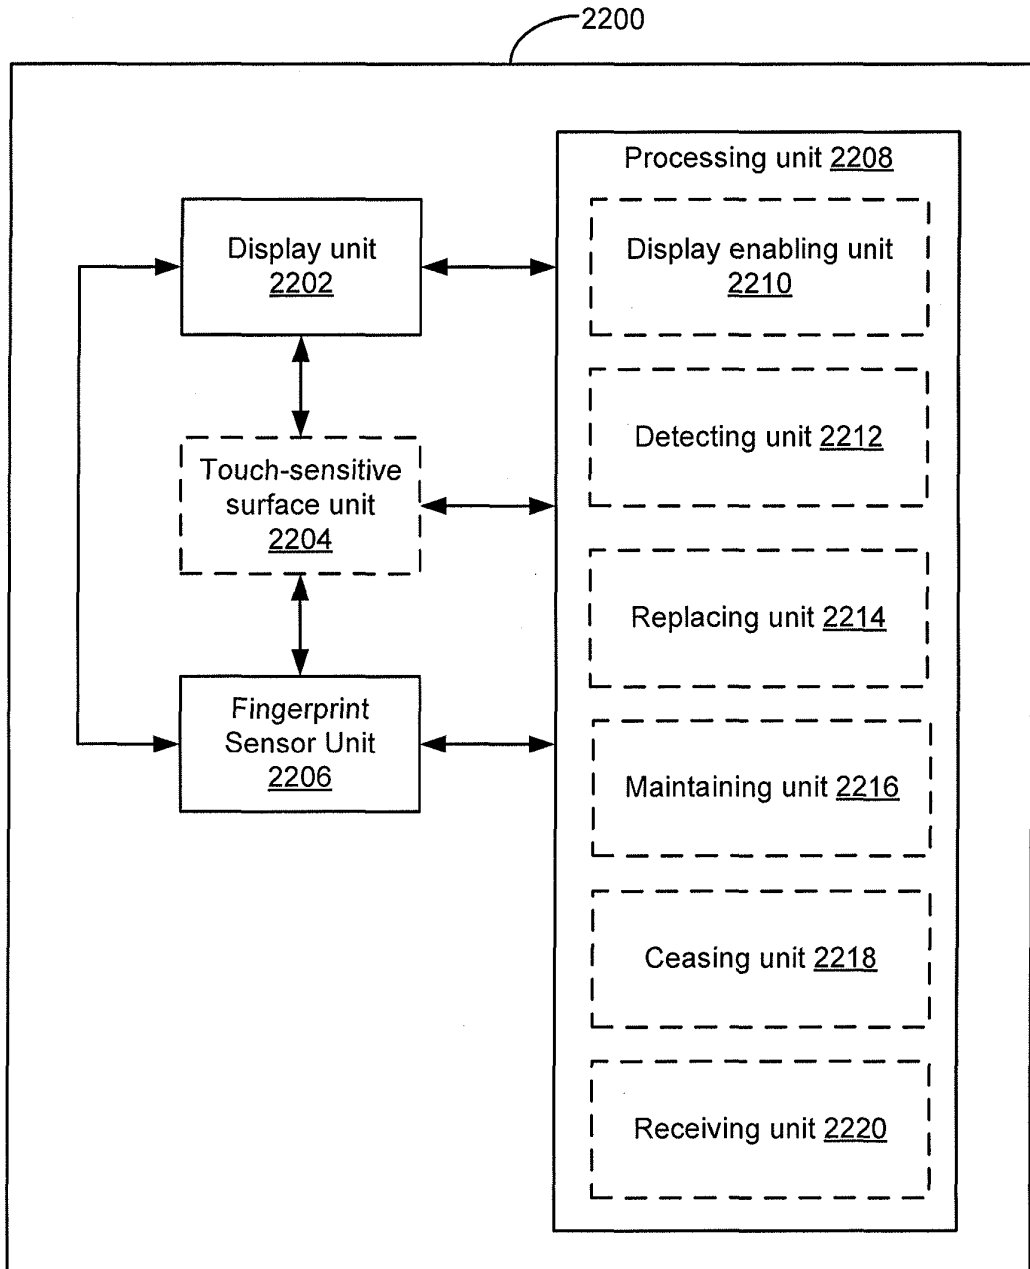 2200
Processing unit 2208
Display unit
2202
Display enabling unit
2210
Touch-sensitive
surface unit
2204
Detecting unit 2212
Replacing unit 2214
Fingerprint
Sensor Unit
2206
Maintaining unit 2216
Ceasing unit 2218
Receiving unit 2220